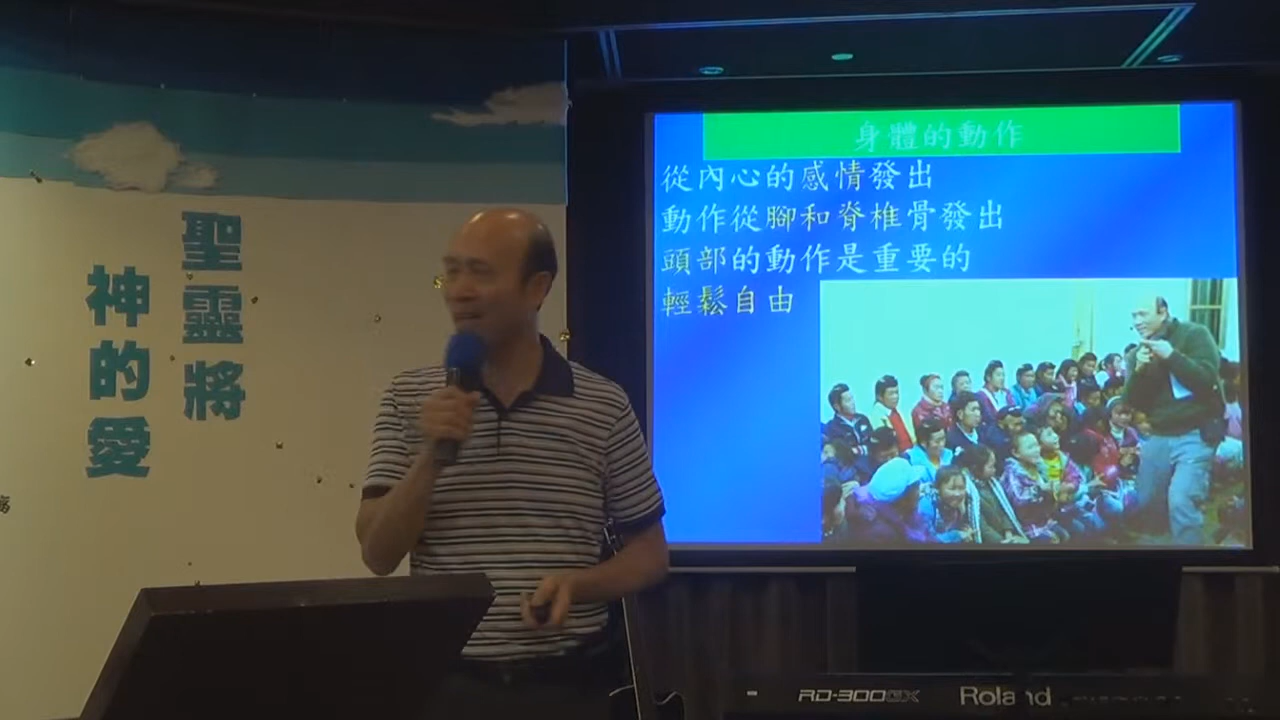 聖靈將
神的愛
身體的動作
從內心的感情發出
動作從腳和脊椎骨發出
頭部的動作是重要的
輕鬆自由
RD-300GX Roland